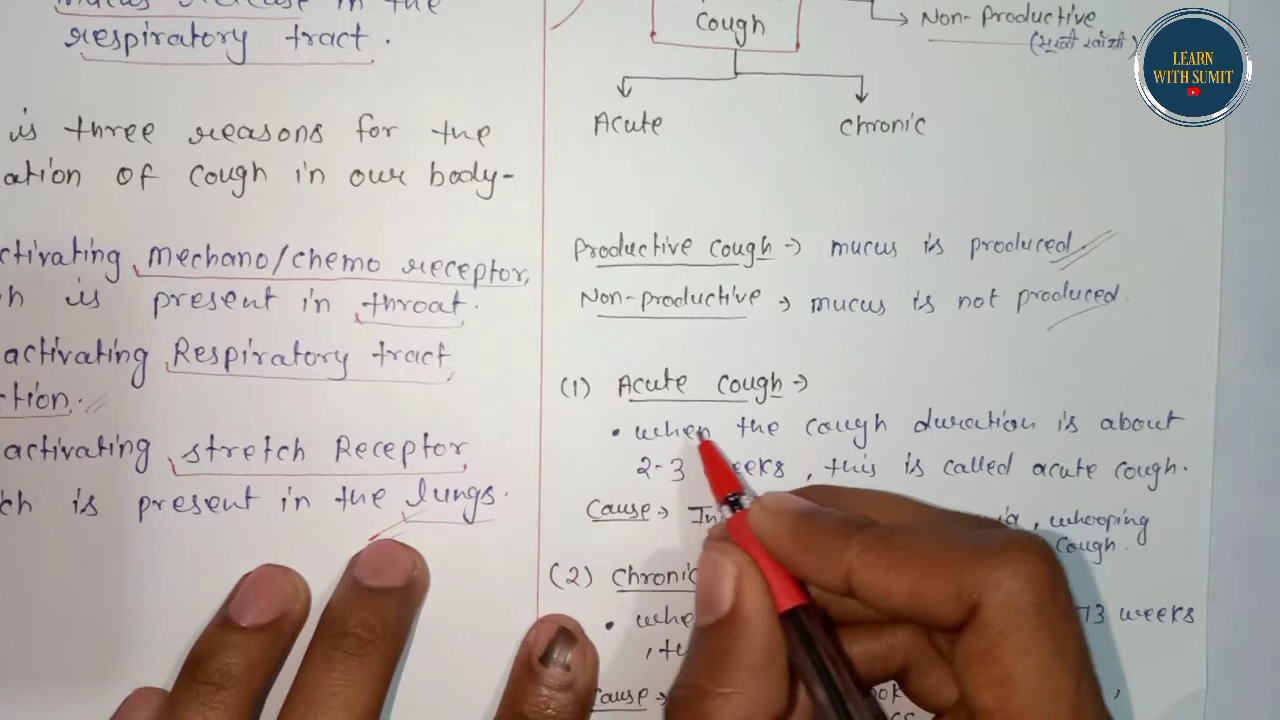 respiratory tract.
is three reasons for the
ation of cough in our body-
ctivating mechano/chemo receptor,
h is present in throat.
activating Respiratory tract
ction.
activating stretch Receptor
ch is present in the lungs.
Cough
Non-Productive
(सूखी खाँसी)
Acute
chronic
Productive cough → mucus is produced
Non-productive → mucus is not produced.
(1) Acute cough →
• when the cough duration is about
2-3 eeks, this is called acute cough.
Cause → In , whooping
Cough.
(2) Chronic
• whe 73 weeks
Cause →
LEARN
WITH SUMIT